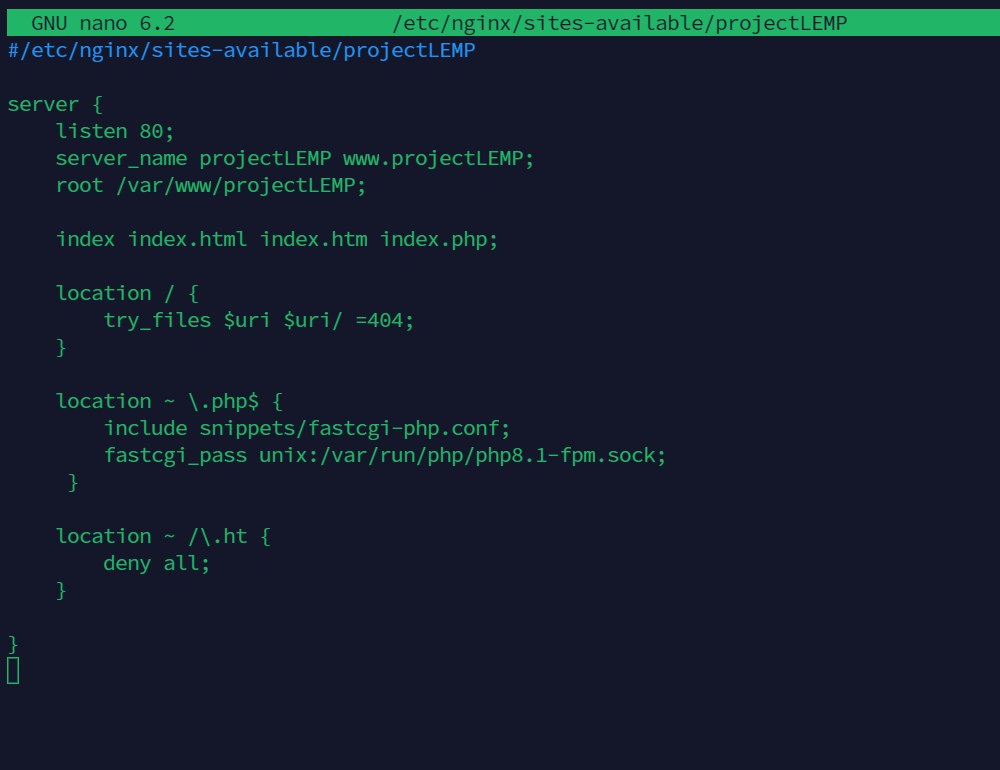 GNU nano 6.2 /etc/nginx/sites-available/projectLEMP
#/etc/nginx/sites-available/projectLEMP
server {
listen 80;
server_name projectLEMP www.projectLEMP;
root /var/www/projectLEMP;
index index.html index.htm index.php;
location / {
try_files $uri $uri/ =404;
}
location ~ \.php$ {
include snippets/fastcgi-php.conf;
fastcgi_pass unix:/var/run/php/php8.1-fpm.sock;
}
location ~ /\.ht {
deny all;
}
}